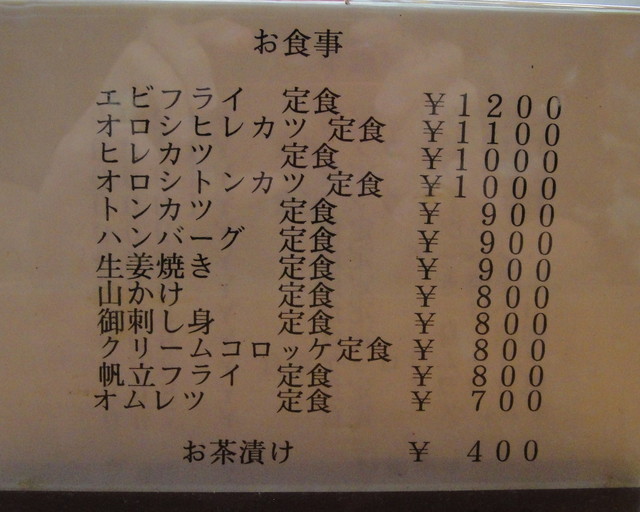 お食事
エビフライ 定食 ¥1200
オロシヒレカツ 定食 ¥1100
ヒレカツ 定食 ¥1000
オロシトンカツ 定食 ¥1000
トンカツ 定食 ¥ 900
ハンバーグ 定食 ¥ 900
生姜焼き 定食 ¥ 900
山かけ 定食 ¥ 800
御刺し身 定食 ¥ 800
クリームコロッケ定食 ¥ 800
帆立フライ 定食 ¥ 800
オムレツ 定食 ¥ 700
お茶漬け ¥ 400